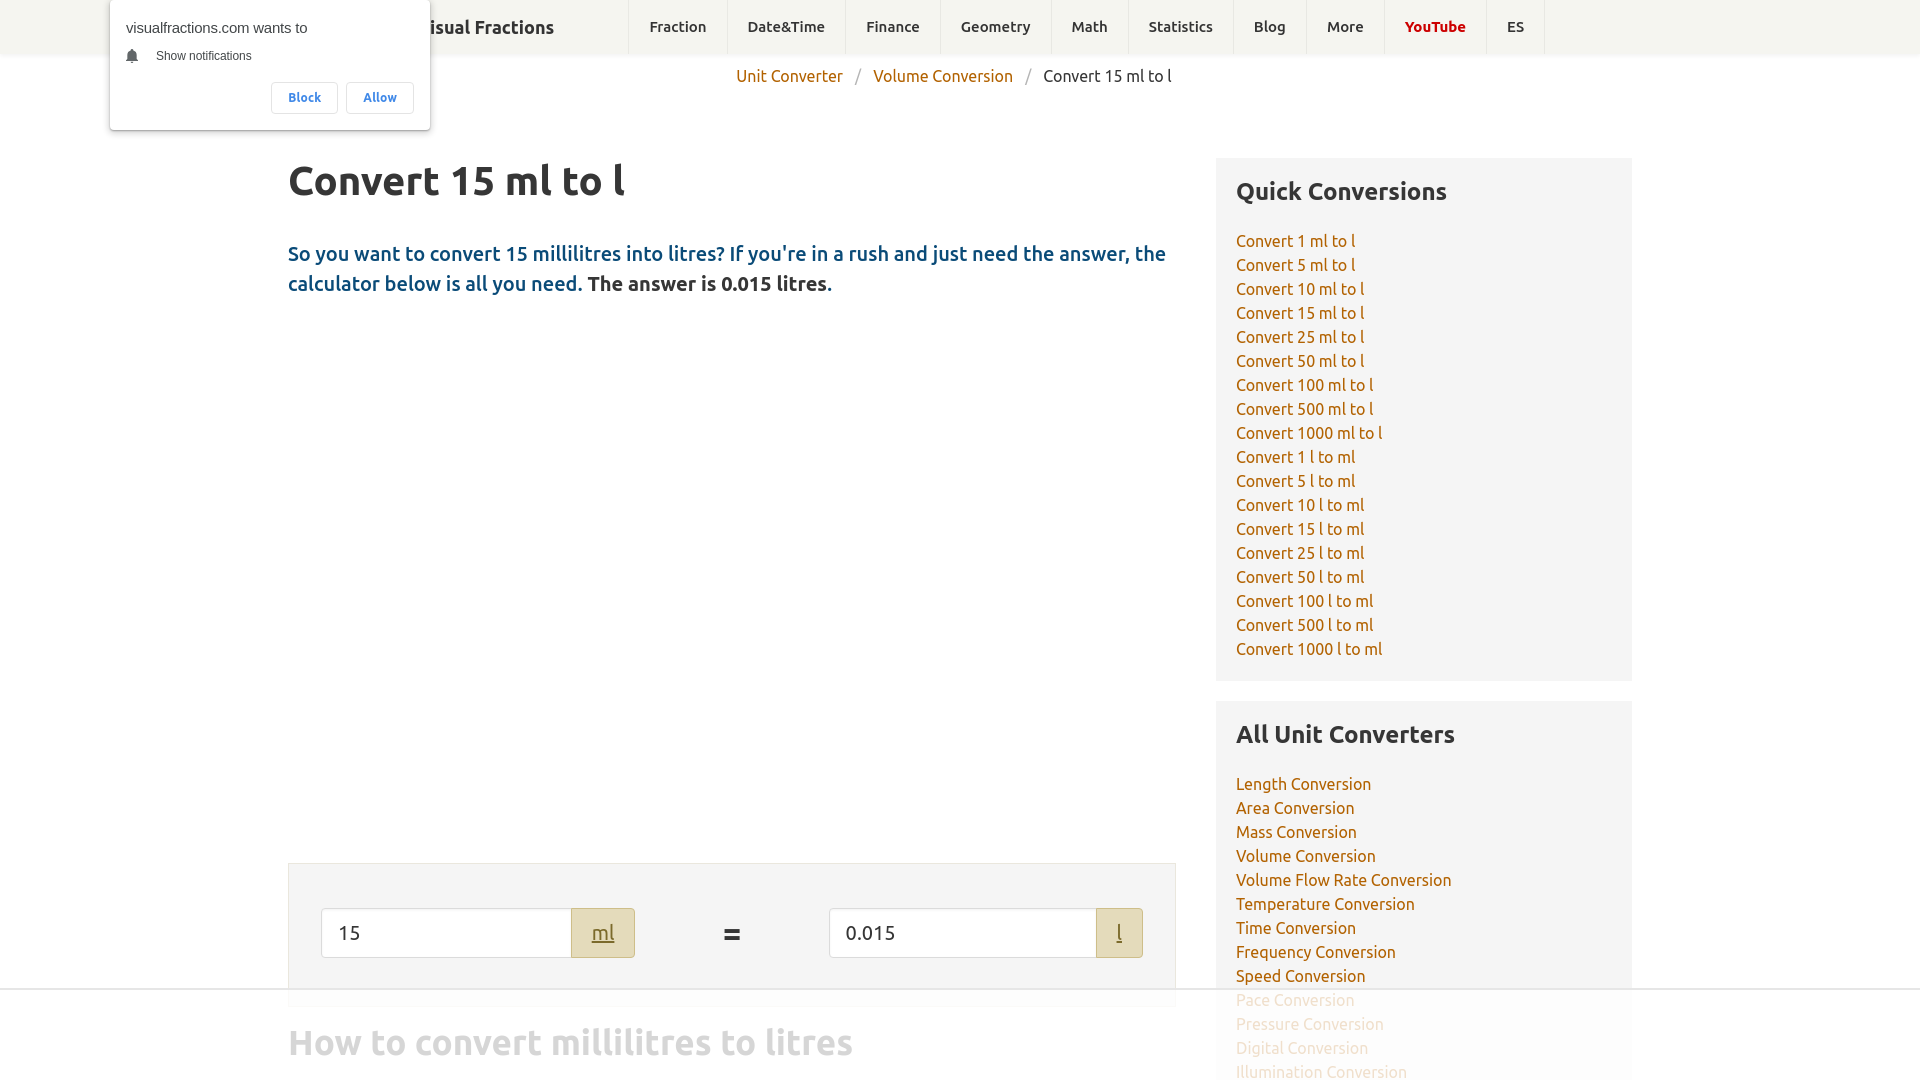 visualfractions.com wants to
Show notifications
Block
Allow
isual Fractions
Fraction
Date&Time
Finance
Geometry
Math
Statistics
Blog
More
YouTube
ES
Unit Converter / Volume Conversion / Convert 15 ml to l
Convert 15 ml to l
So you want to convert 15 millilitres into litres? If you're in a rush and just need the answer, the
calculator below is all you need. The answer is 0.015 litres.
15 ml = 0.015 l
How to convert millilitres to litres
Quick Conversions
Convert 1 ml to l
Convert 5 ml to l
Convert 10 ml to l
Convert 15 ml to l
Convert 25 ml to l
Convert 50 ml to l
Convert 100 ml to l
Convert 500 ml to l
Convert 1000 ml to l
Convert 1 l to ml
Convert 5 l to ml
Convert 10 l to ml
Convert 15 l to ml
Convert 25 l to ml
Convert 50 l to ml
Convert 100 l to ml
Convert 500 l to ml
Convert 1000 l to ml
All Unit Converters
Length Conversion
Area Conversion
Mass Conversion
Volume Conversion
Volume Flow Rate Conversion
Temperature Conversion
Time Conversion
Frequency Conversion
Speed Conversion
Pace Conversion
Pressure Conversion
Digital Conversion
Illumination Conversion